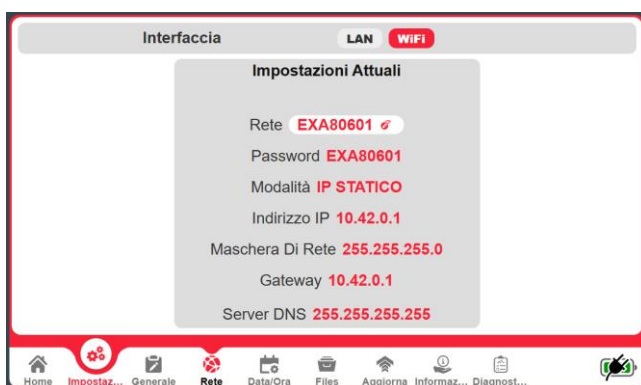 Interfaccia LAN WiFi
Impostazioni Attuali
Rete EXA80601
Password EXA80601
Modalità IP STATICO
Indirizzo IP 10.42.0.1
Maschera Di Rete 255.255.255.0
Gateway 10.42.0.1
Server DNS 255.255.255.255
Home Impostaz... Generale Rete Data/Ora Files Aggiorna Informaz... Diagnost...